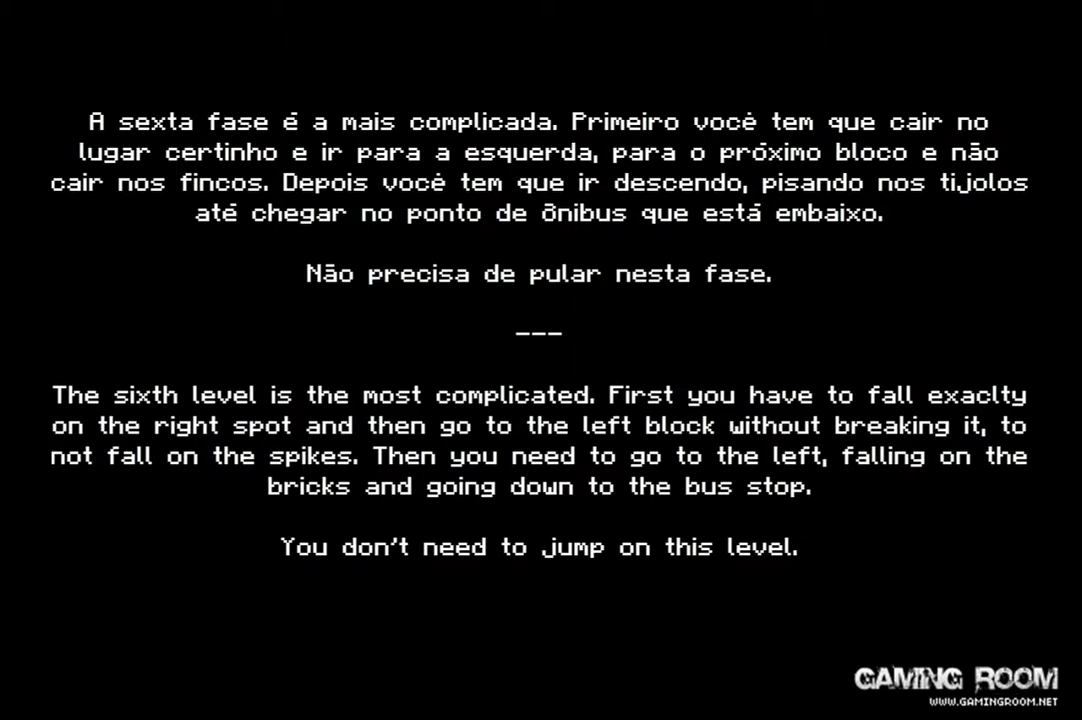 A sexta fase é a mais complicada. Primeiro você tem que cair no
lugar certinho e ir para a esquerda, para o próximo bloco e não
cair nos fincos. Depois você tem que ir descendo, pisando nos tijolos
até chegar no ponto de ônibus que está embaixo.
Não precisa de pular nesta fase.
---
The sixth level is the most complicated. First you have to fall exaclty
on the right spot and then go to the left block without breaking it, to
not fall on the spikes. Then you need to go to the left, falling on the
bricks and going down to the bus stop.
You don't need to jump on this level.
GAMING ROOM
WWW.GAMINGROOM.NET